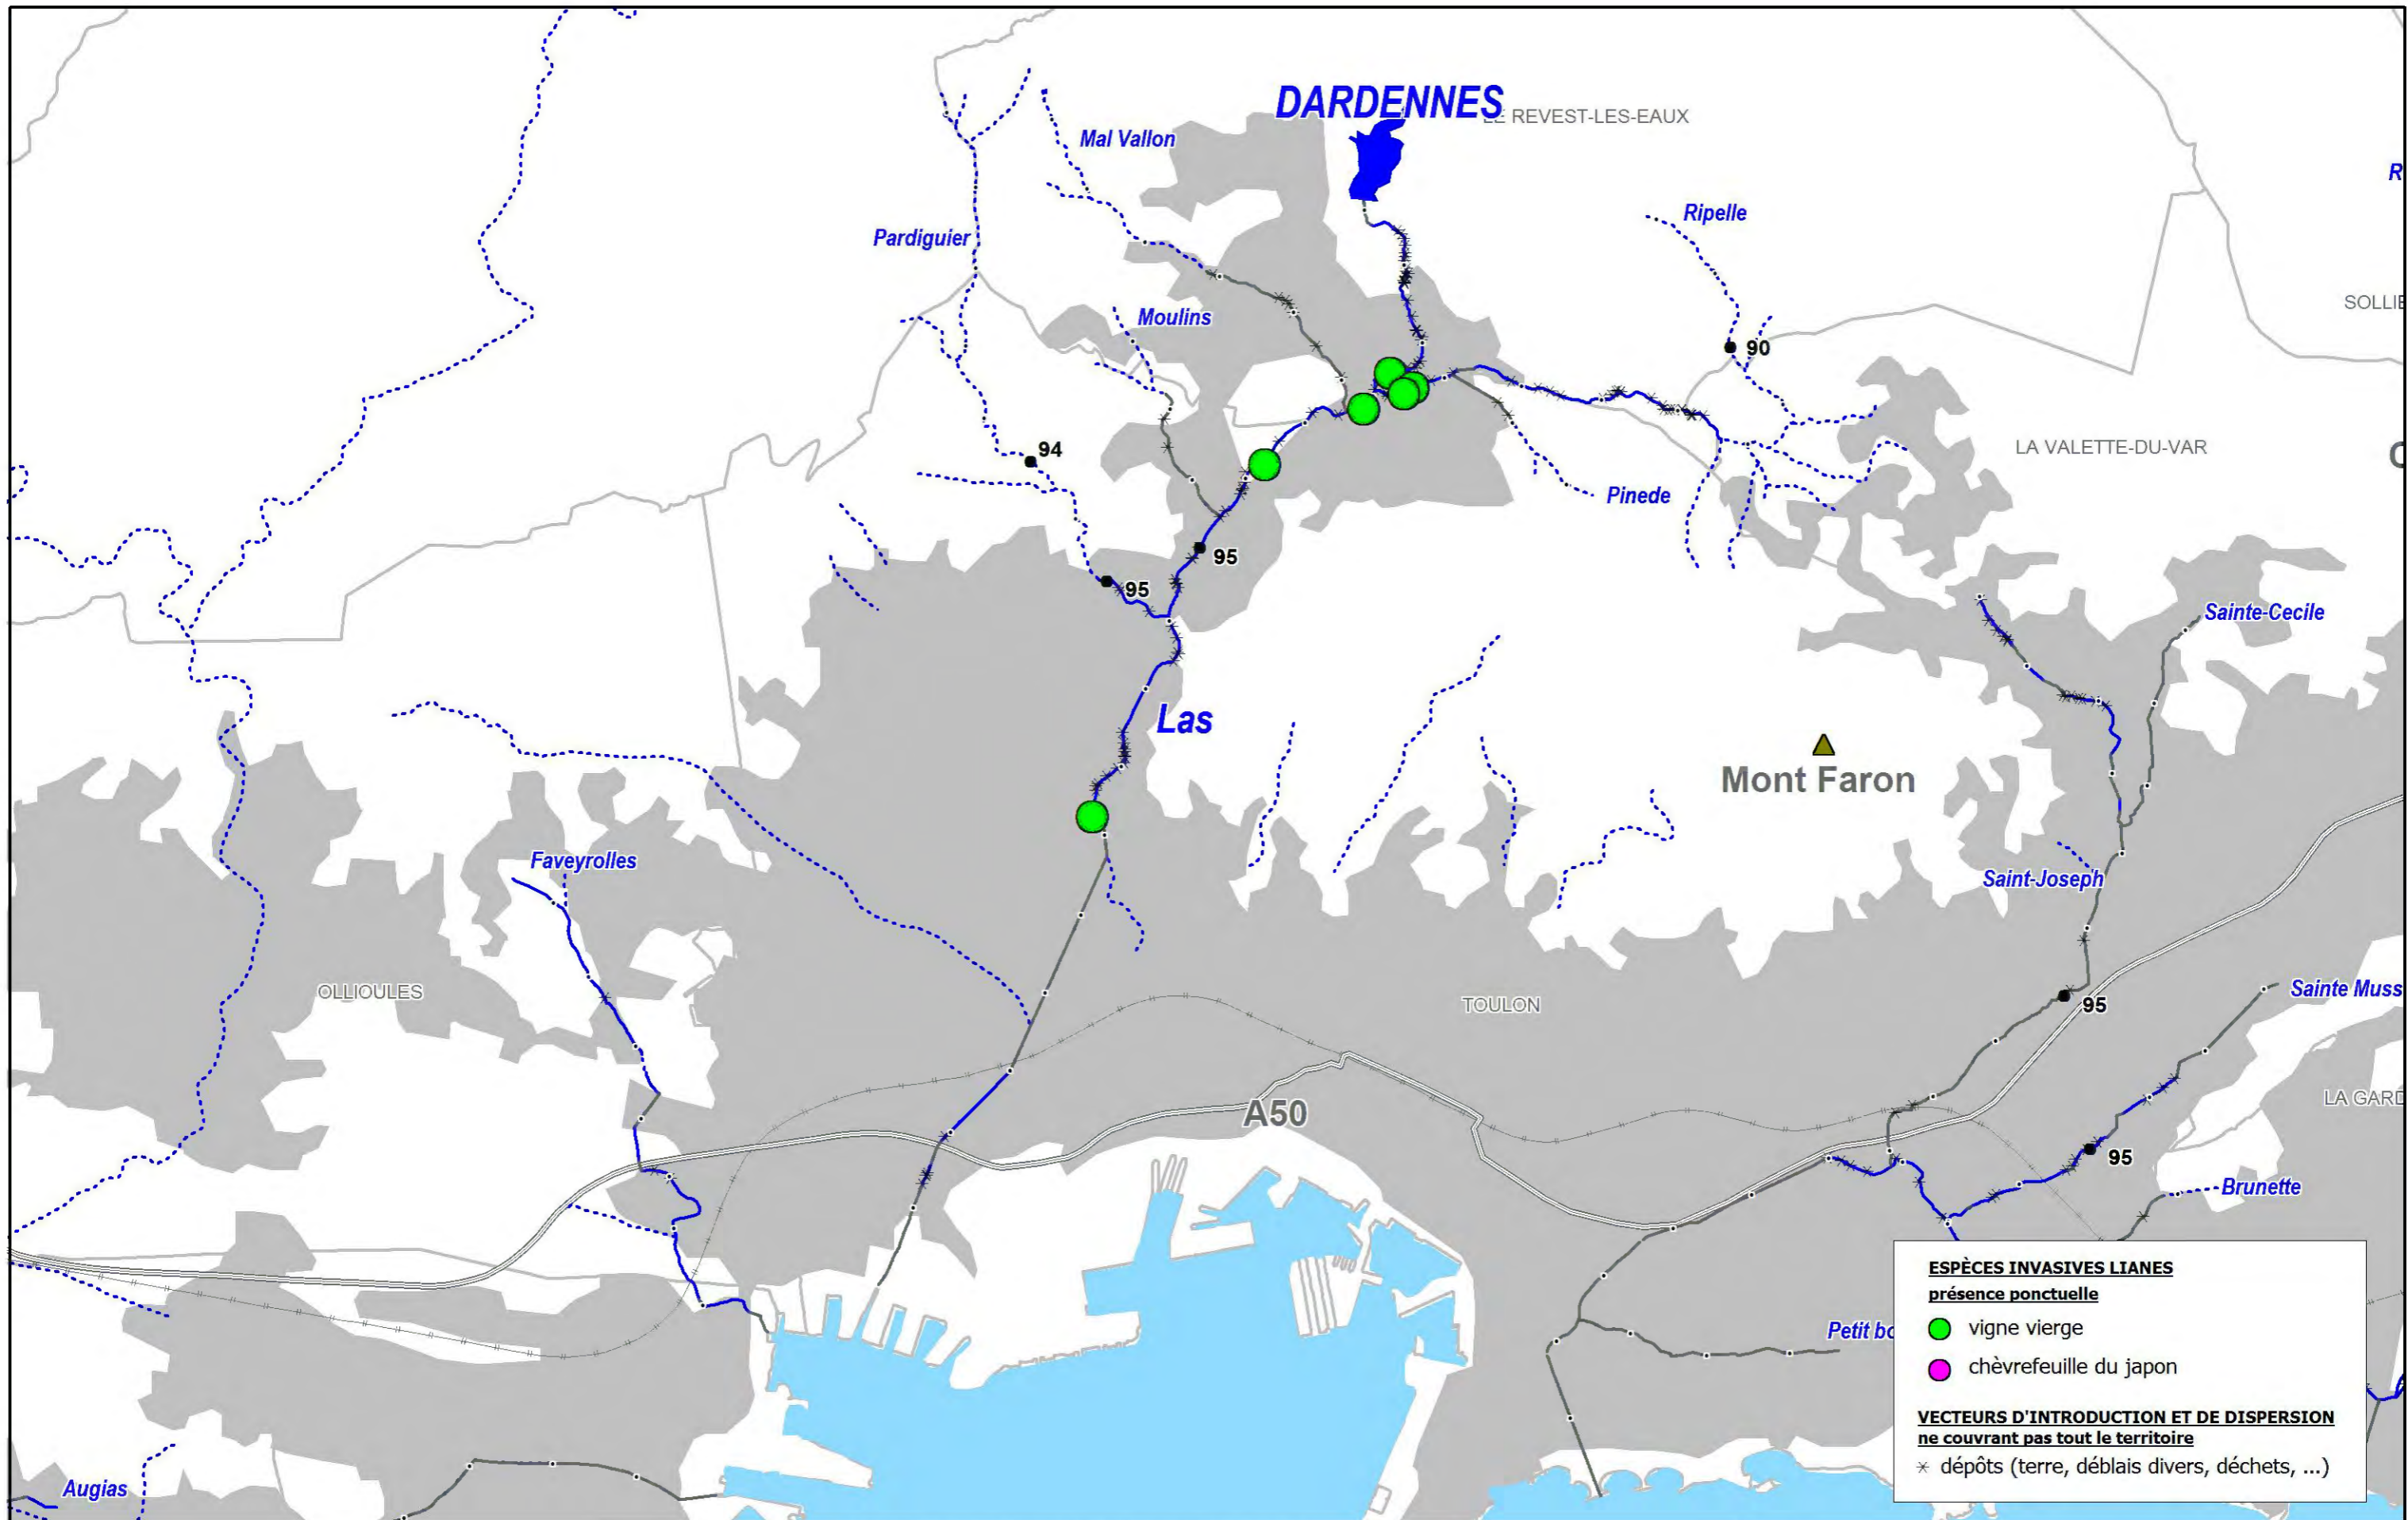 DARDENNES
LE REVEST-LES-EAUX
Mal Vallon
R
Ripelle
Pardiguier
SOLLIE
Moulins
90
94
LA VALETTE-DU-VAR
C
Pinede
95
95
Sainte-Cecile
Las
Mont Faron
Faveyrolles
Saint-Joseph
OLLIOULES
TOULON
Sainte Muss
95
LA GARD
A50
95
Brunette
Petit bo
Augias
ESPÈCES INVASIVES LIANES
présence ponctuelle
vigne vierge
chèvrefeuille du japon
VECTEURS D'INTRODUCTION ET DE DISPERSION
ne couvrant pas tout le territoire
dépôts (terre, déblais divers, déchets, ...)